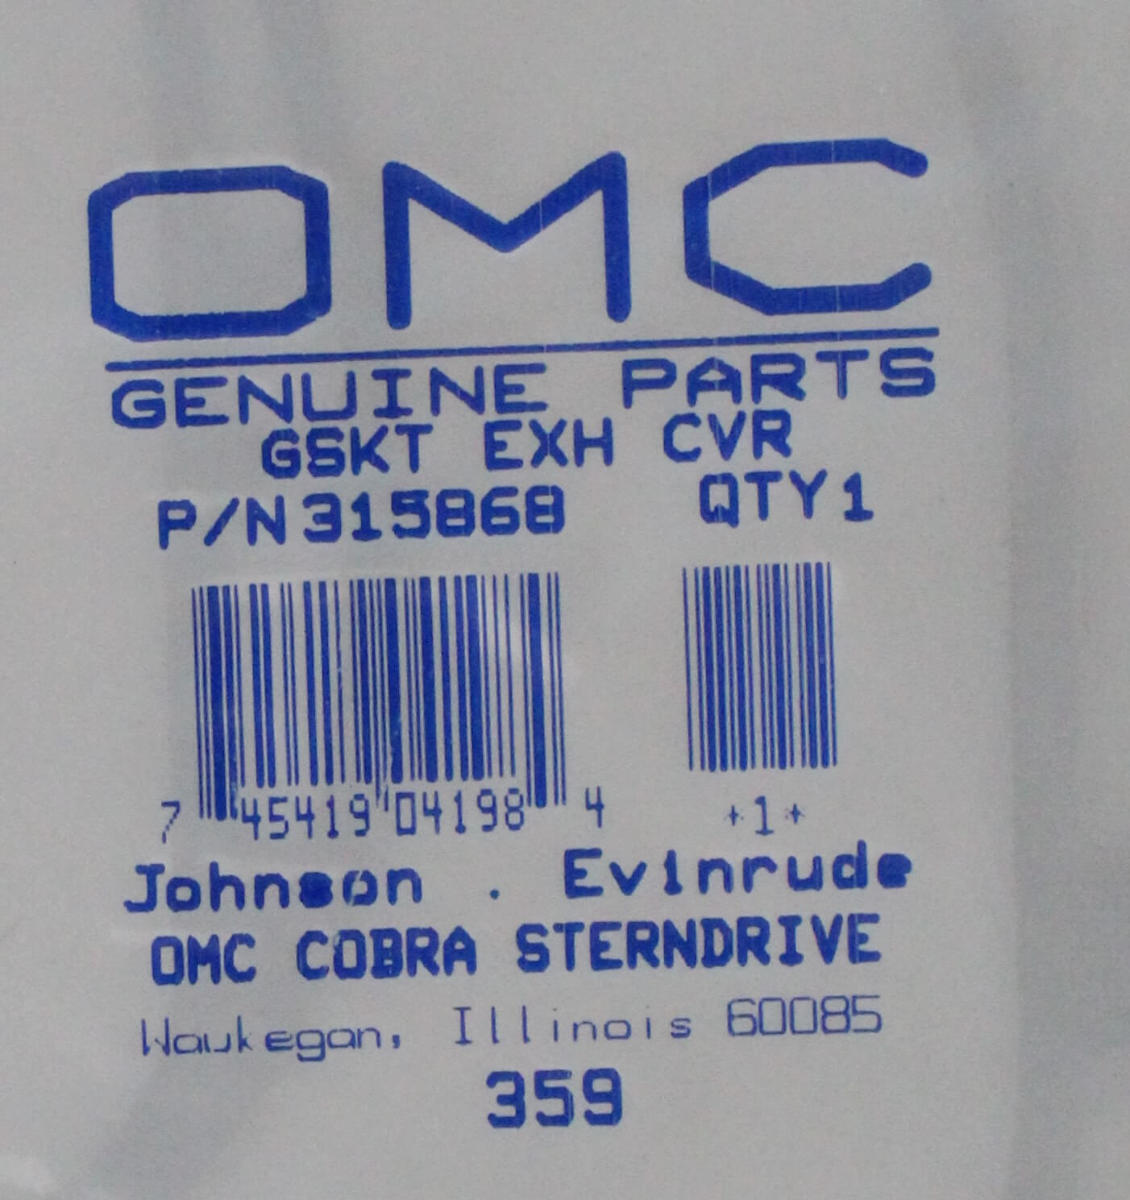 OMC
GENUINE PARTS
GSKT EXH CVR
P/N 315868 QTY 1
7 45419 04198 4 +1+
Johnson . Evinrude
OMC COBRA STERNDRIVE
Waukegan, Illinois 60085
359